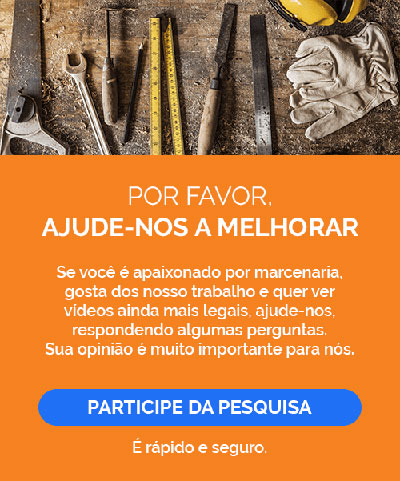 POR FAVOR,
AJUDE-NOS A MELHORAR
Se você é apaixonado por marcenaria,
gosta dos nosso trabalho e quer ver
vídeos ainda mais legais, ajude-nos,
respondendo algumas perguntas.
Sua opinião é muito importante para nós.
PARTICIPE DA PESQUISA
É rápido e seguro.